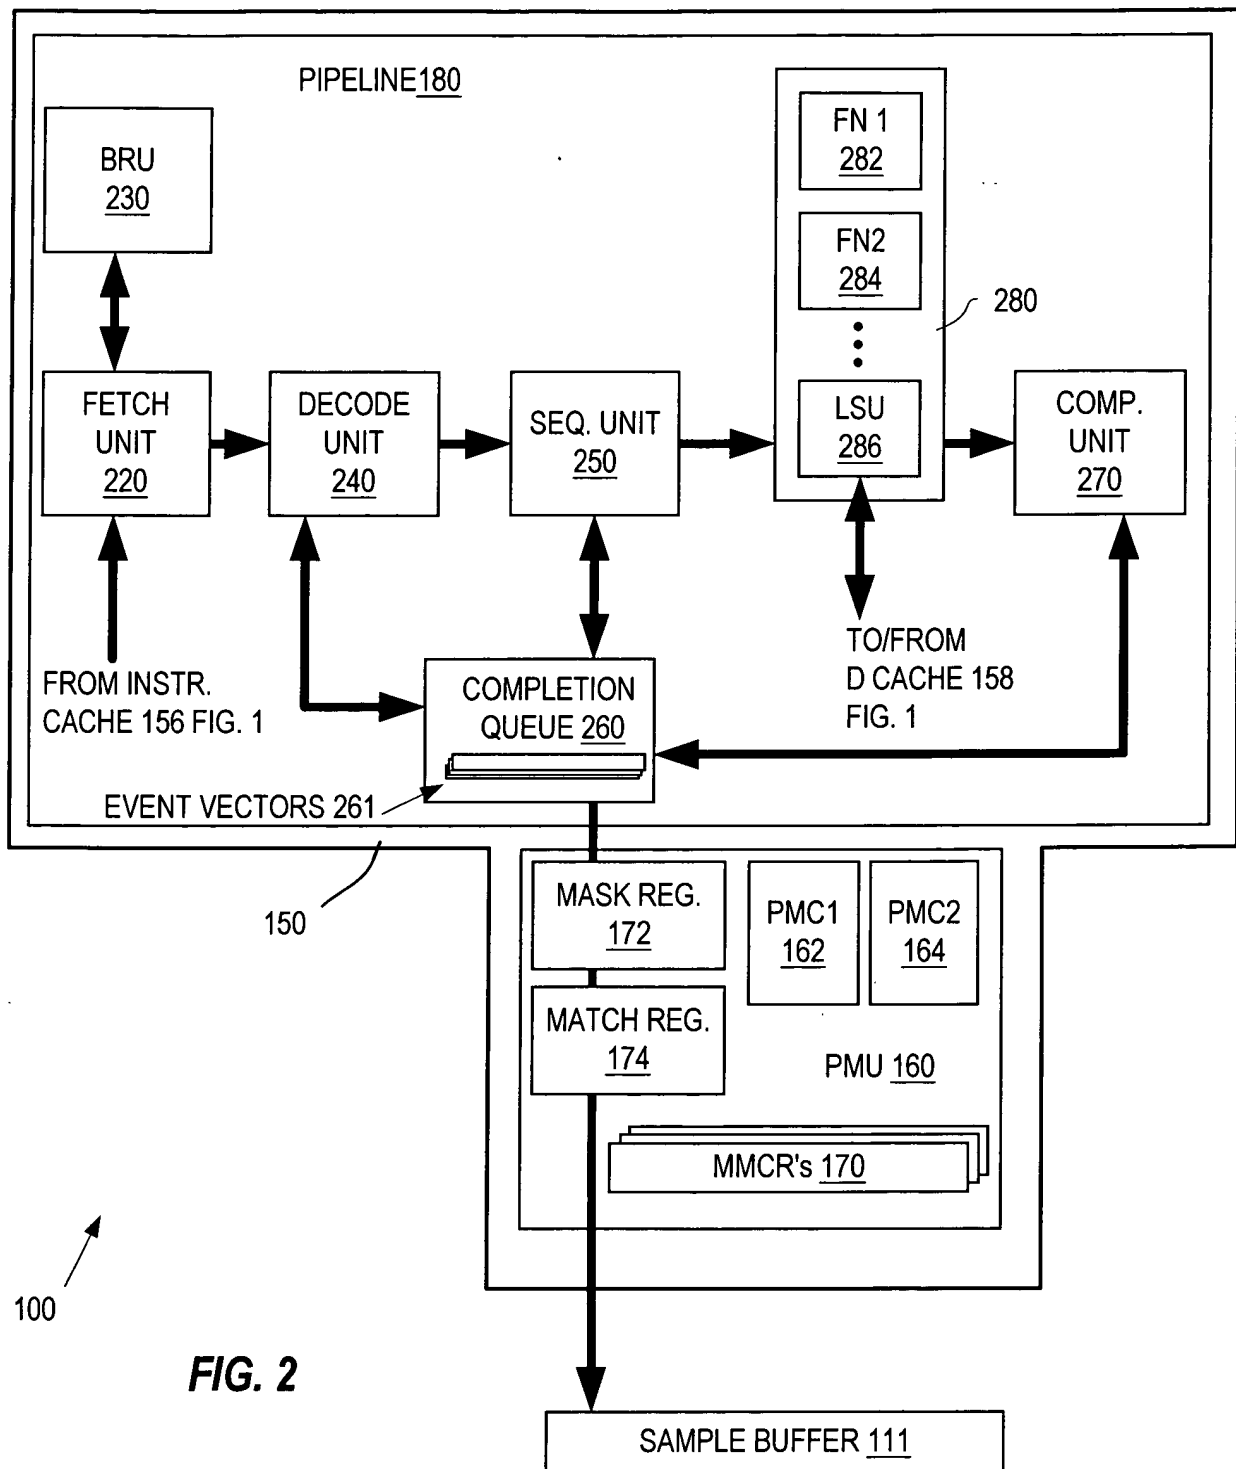 PIPELINE 180
BRU
230
FN 1
282
FN2
284
280
FETCH
UNIT
220
DECODE
UNIT
240
SEQ. UNIT
250
LSU
286
COMP.
UNIT
270
FROM INSTR.
CACHE 156 FIG. 1
COMPLETION
QUEUE 260
TO/FROM
D CACHE 158
FIG. 1
EVENT VECTORS 261
150
MASK REG.
172
PMC1
162
PMC2
164
MATCH REG.
174
PMU 160
MMCR's 170
100
FIG. 2
SAMPLE BUFFER 111